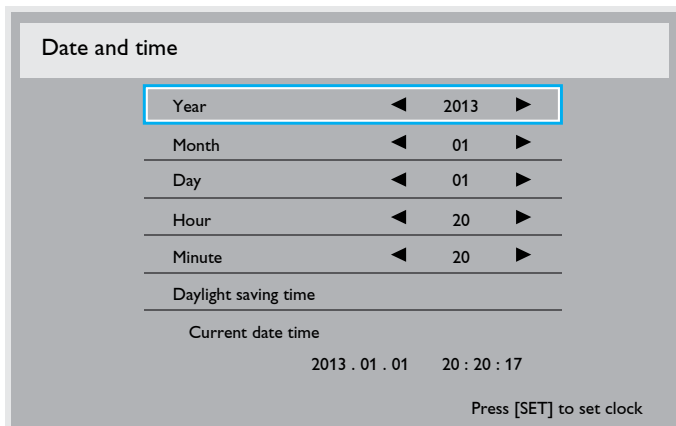 Date and time
Year ◀ 2013 ▶
Month ◀ 01 ▶
Day ◀ 01 ▶
Hour ◀ 20 ▶
Minute ◀ 20 ▶
Daylight saving time
Current date time
2013 . 01 . 01 20 : 20 : 17
Press [SET] to set clock